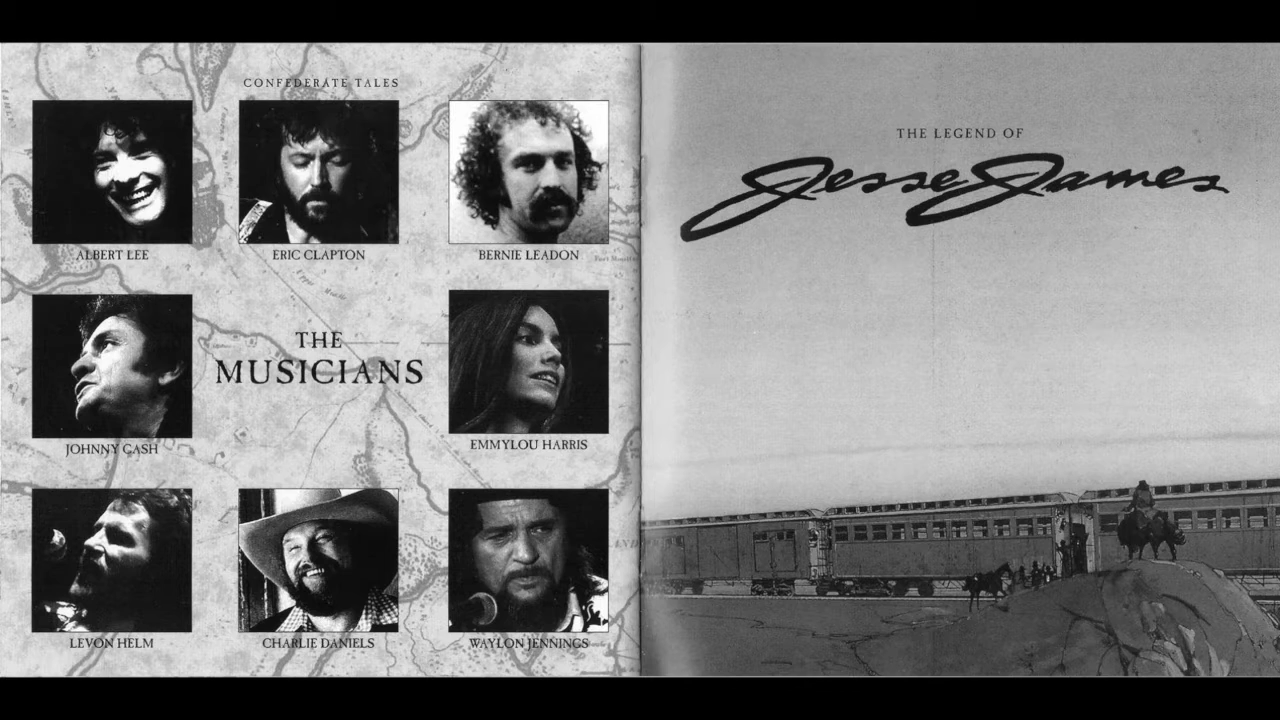 CONFEDERATE TALES
ALBERT LEE
ERIC CLAPTON
BERNIE LEADON
THE
MUSICIANS
JOHNNY CASH
EMMYLOU HARRIS
LEVON HELM
CHARLIE DANIELS
WAYLON JENNINGS
THE LEGEND OF
Jesse James